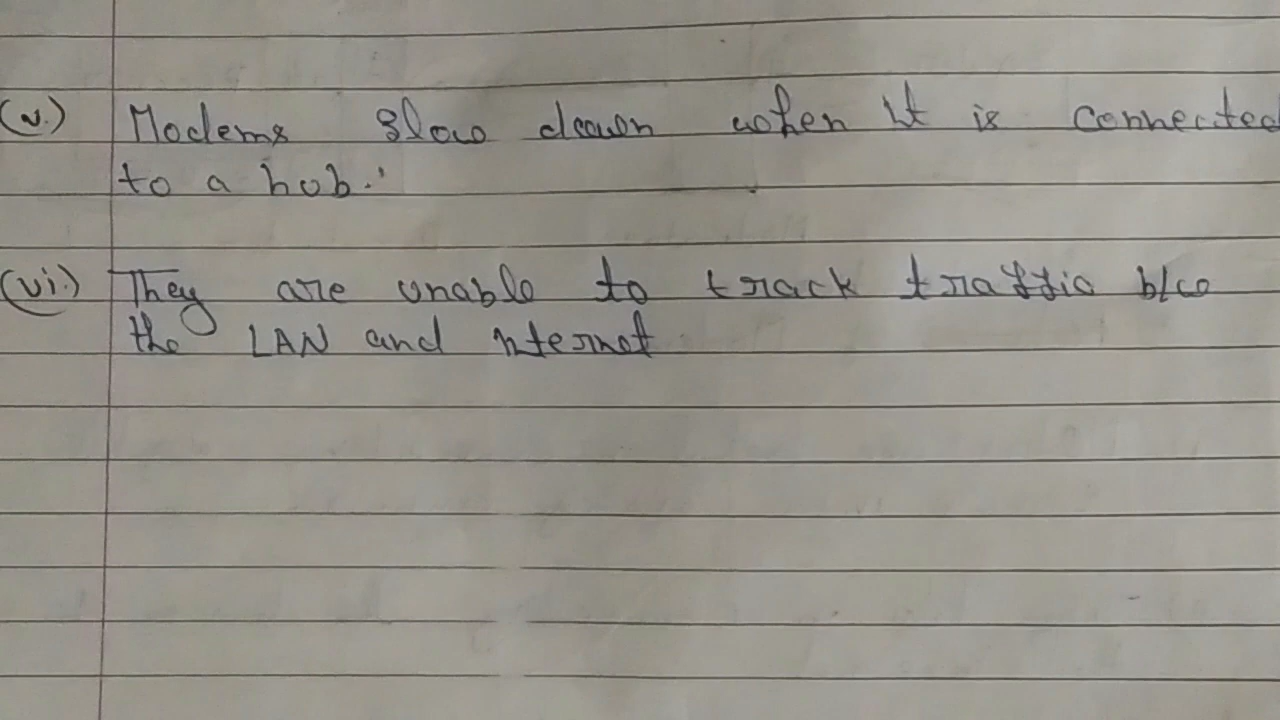 (v.) Modems slow down when it is connected
to a hub.
(vi.) They are unable to track traffic b/w
the LAN and nternet